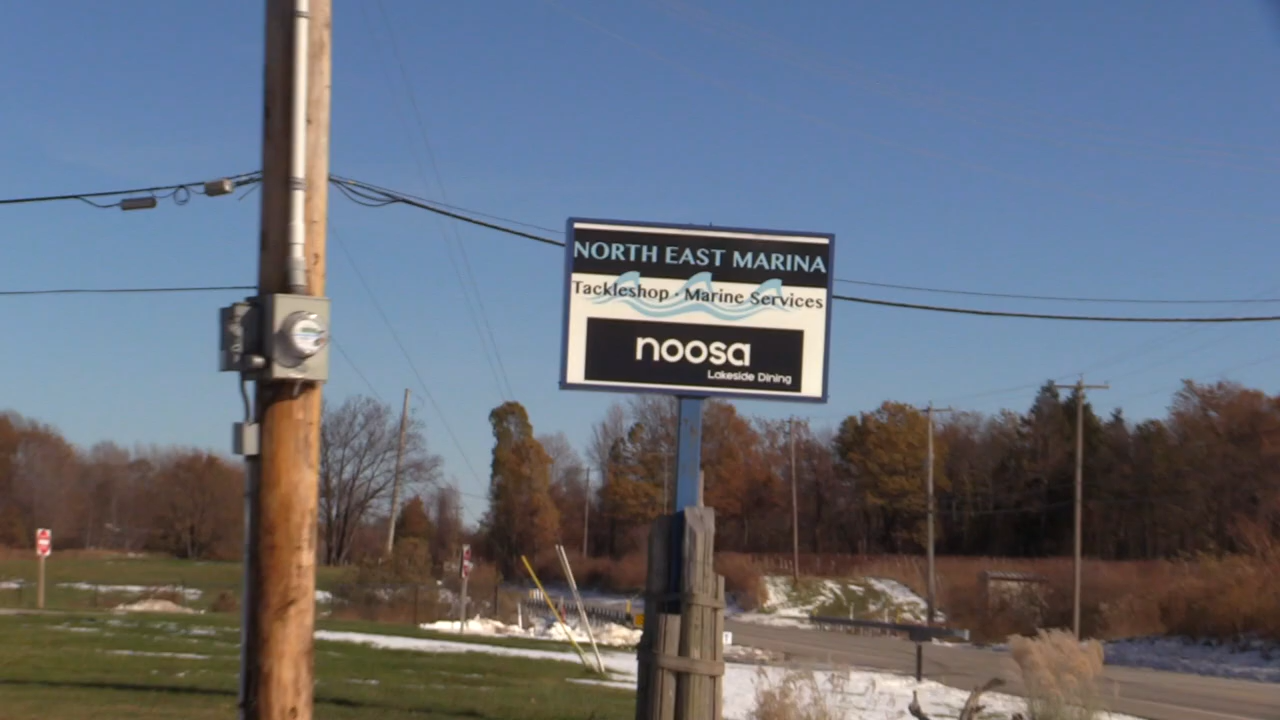 NORTH EAST MARINA
Tackleshop · Marine Services
noosa
Lakeside Dining